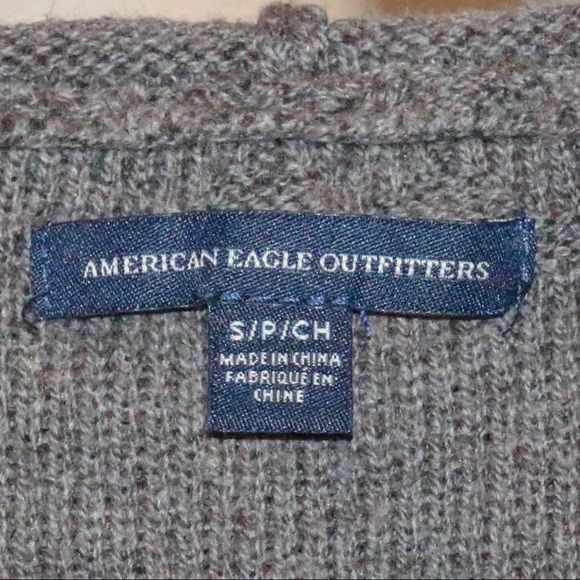 AMERICAN EAGLE OUTFITTERS
S/P/CH
MADE IN CHINA
FABRIQUÉ EN
CHINE